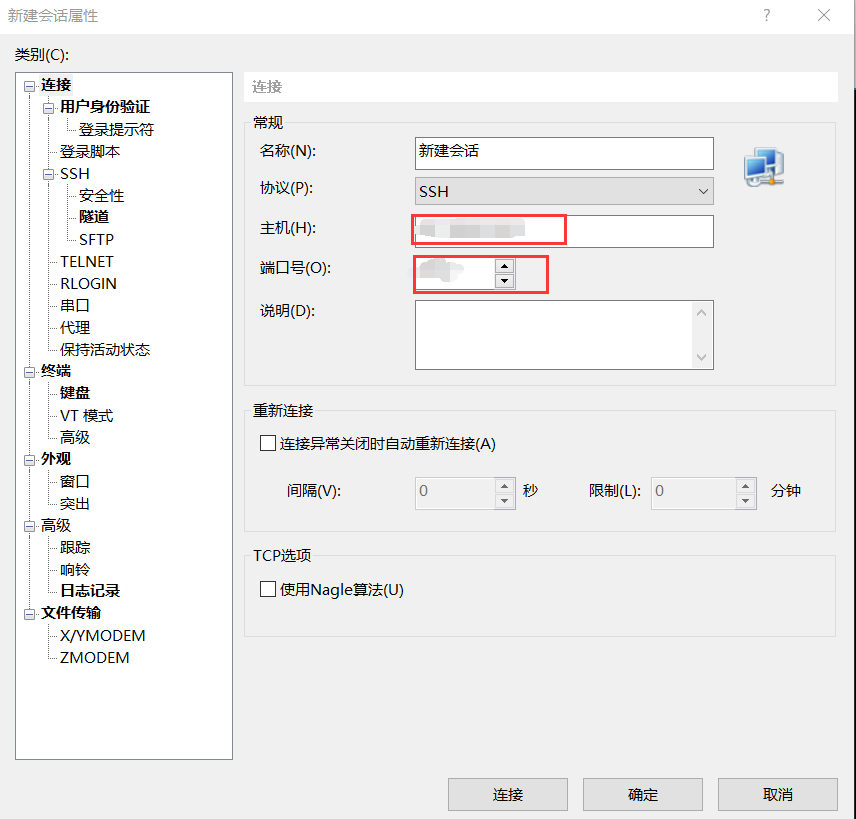 新建会话属性
类别(C):
连接
用户身份验证
登录提示符
登录脚本
SSH
安全性
隧道
SFTP
TELNET
RLOGIN
串口
代理
保持活动状态
终端
键盘
VT 模式
高级
外观
窗口
突出
高级
跟踪
响铃
日志记录
文件传输
X/YMODEM
ZMODEM
连接
常规
名称(N): 新建会话
协议(P): SSH
主机(H):
端口号(O):
说明(D):
重新连接
连接异常关闭时自动重新连接(A)
间隔(V): 0 秒 限制(L): 0 分钟
TCP选项
使用Nagle算法(U)
连接 确定 取消